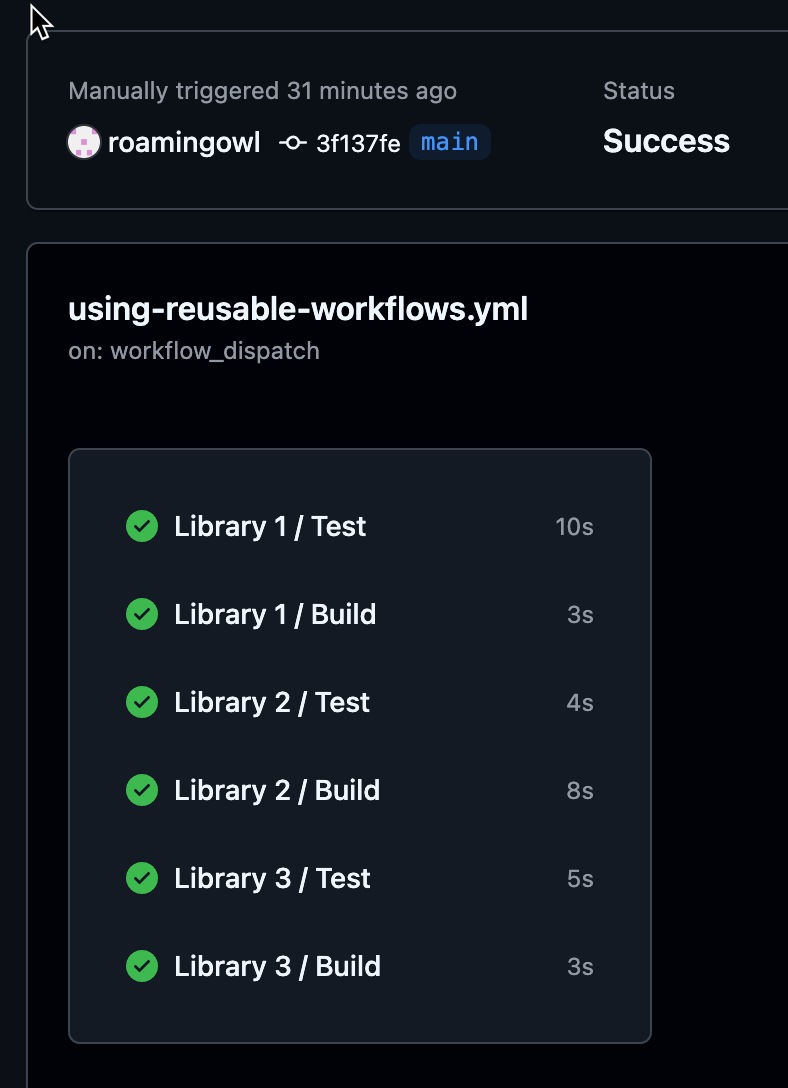 Manually triggered 31 minutes ago
Status
roamingowl 3f137fe main
Success
using-reusable-workflows.yml
on: workflow_dispatch
Library 1 / Test 10s
Library 1 / Build 3s
Library 2 / Test 4s
Library 2 / Build 8s
Library 3 / Test 5s
Library 3 / Build 3s